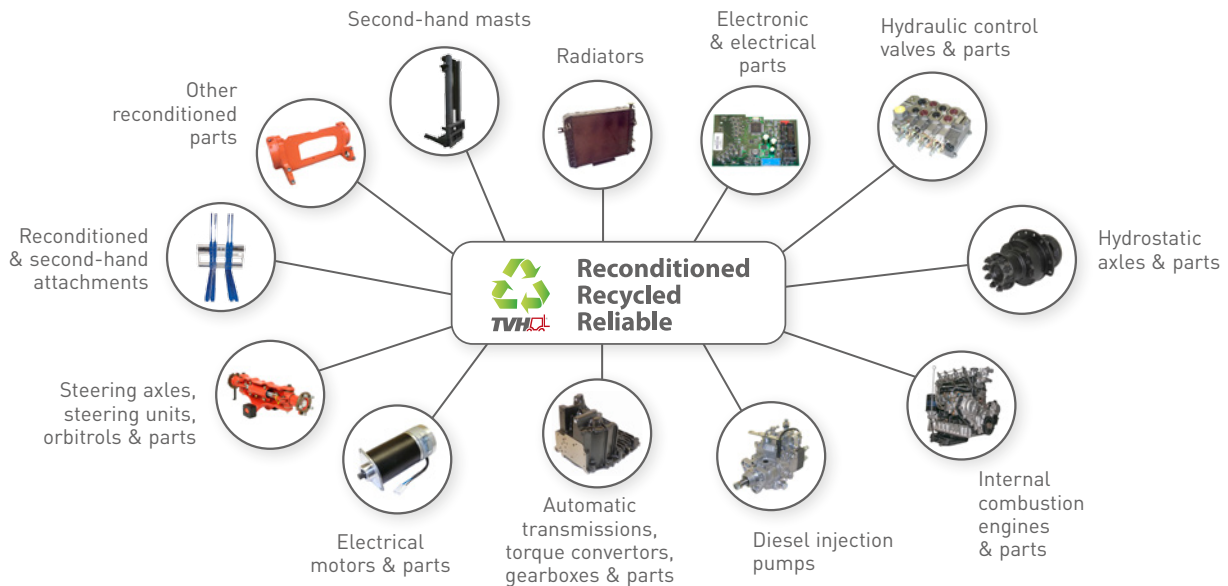 Second-hand masts
Radiators
Electronic
& electrical
parts
Hydraulic control
valves & parts
Other
reconditioned
parts
Reconditioned
& second-hand
attachments
Hydrostatic
axles & parts
Reconditioned
Recycled
Reliable
TVH
Steering axles,
steering units,
orbitrols & parts
Electrical
motors & parts
Automatic
transmissions,
torque convertors,
gearboxes & parts
Diesel injection
pumps
Internal
combustion
engines
& parts